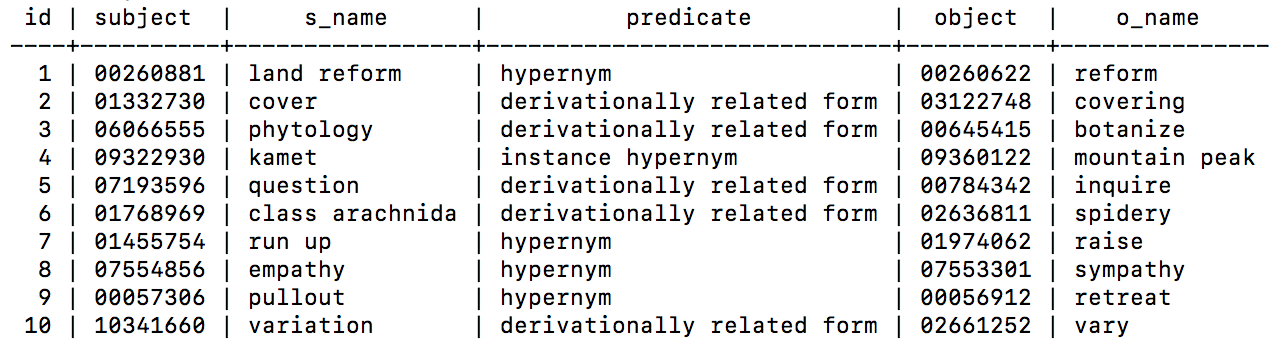 id | subject  |    s_name       |          predicate          |  object  |    o_name
----+----------+-----------------+-----------------------------+----------+---------------
  1 | 00260881 | land reform     | hypernym                    | 00260622 | reform
  2 | 01332730 | cover           | derivationally related form | 03122748 | covering
  3 | 06066555 | phytology       | derivationally related form | 00645415 | botanize
  4 | 09322930 | kamet           | instance hypernym           | 09360122 | mountain peak
  5 | 07193596 | question        | derivationally related form | 00784342 | inquire
  6 | 01768969 | class arachnida | derivationally related form | 02636811 | spidery
  7 | 01455754 | run up          | hypernym                    | 01974062 | raise
  8 | 07554856 | empathy         | hypernym                    | 07553301 | sympathy
  9 | 00057306 | pullout         | hypernym                    | 00056912 | retreat
 10 | 10341660 | variation       | derivationally related form | 02661252 | vary